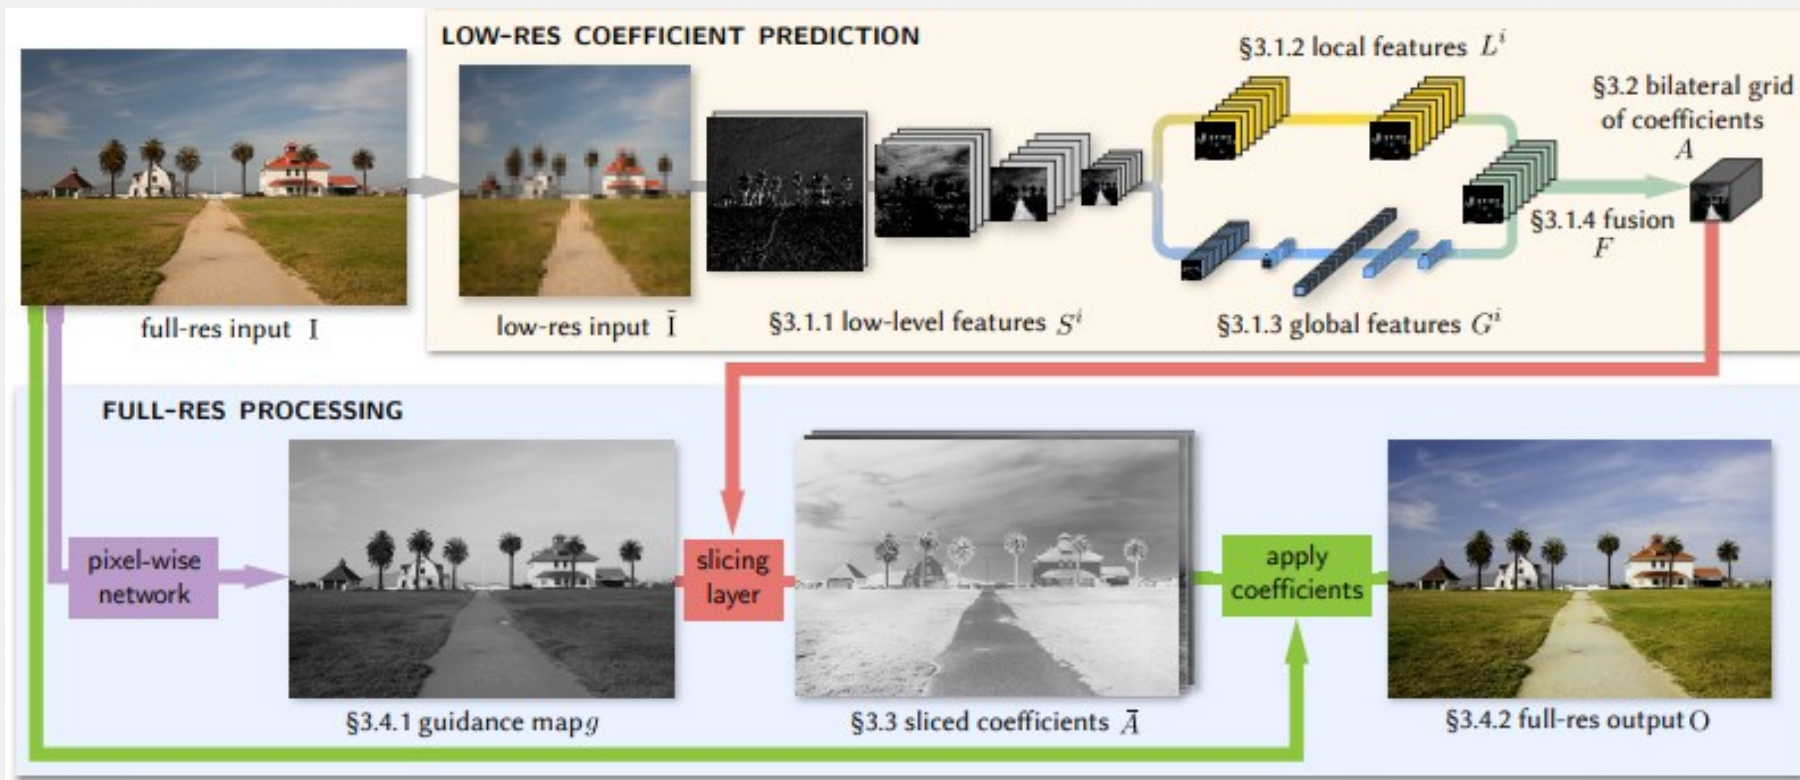 LOW-RES COEFFICIENT PREDICTION
§3.1.2 local features Lⁱ
§3.2 bilateral grid
of coefficients
A
§3.1.4 fusion
F
full-res input I
low-res input Ī
§3.1.1 low-level features Sⁱ
§3.1.3 global features Gⁱ
FULL-RES PROCESSING
pixel-wise
network
slicing
layer
apply
coefficients
§3.4.1 guidance map g
§3.3 sliced coefficients Ā
§3.4.2 full-res output O